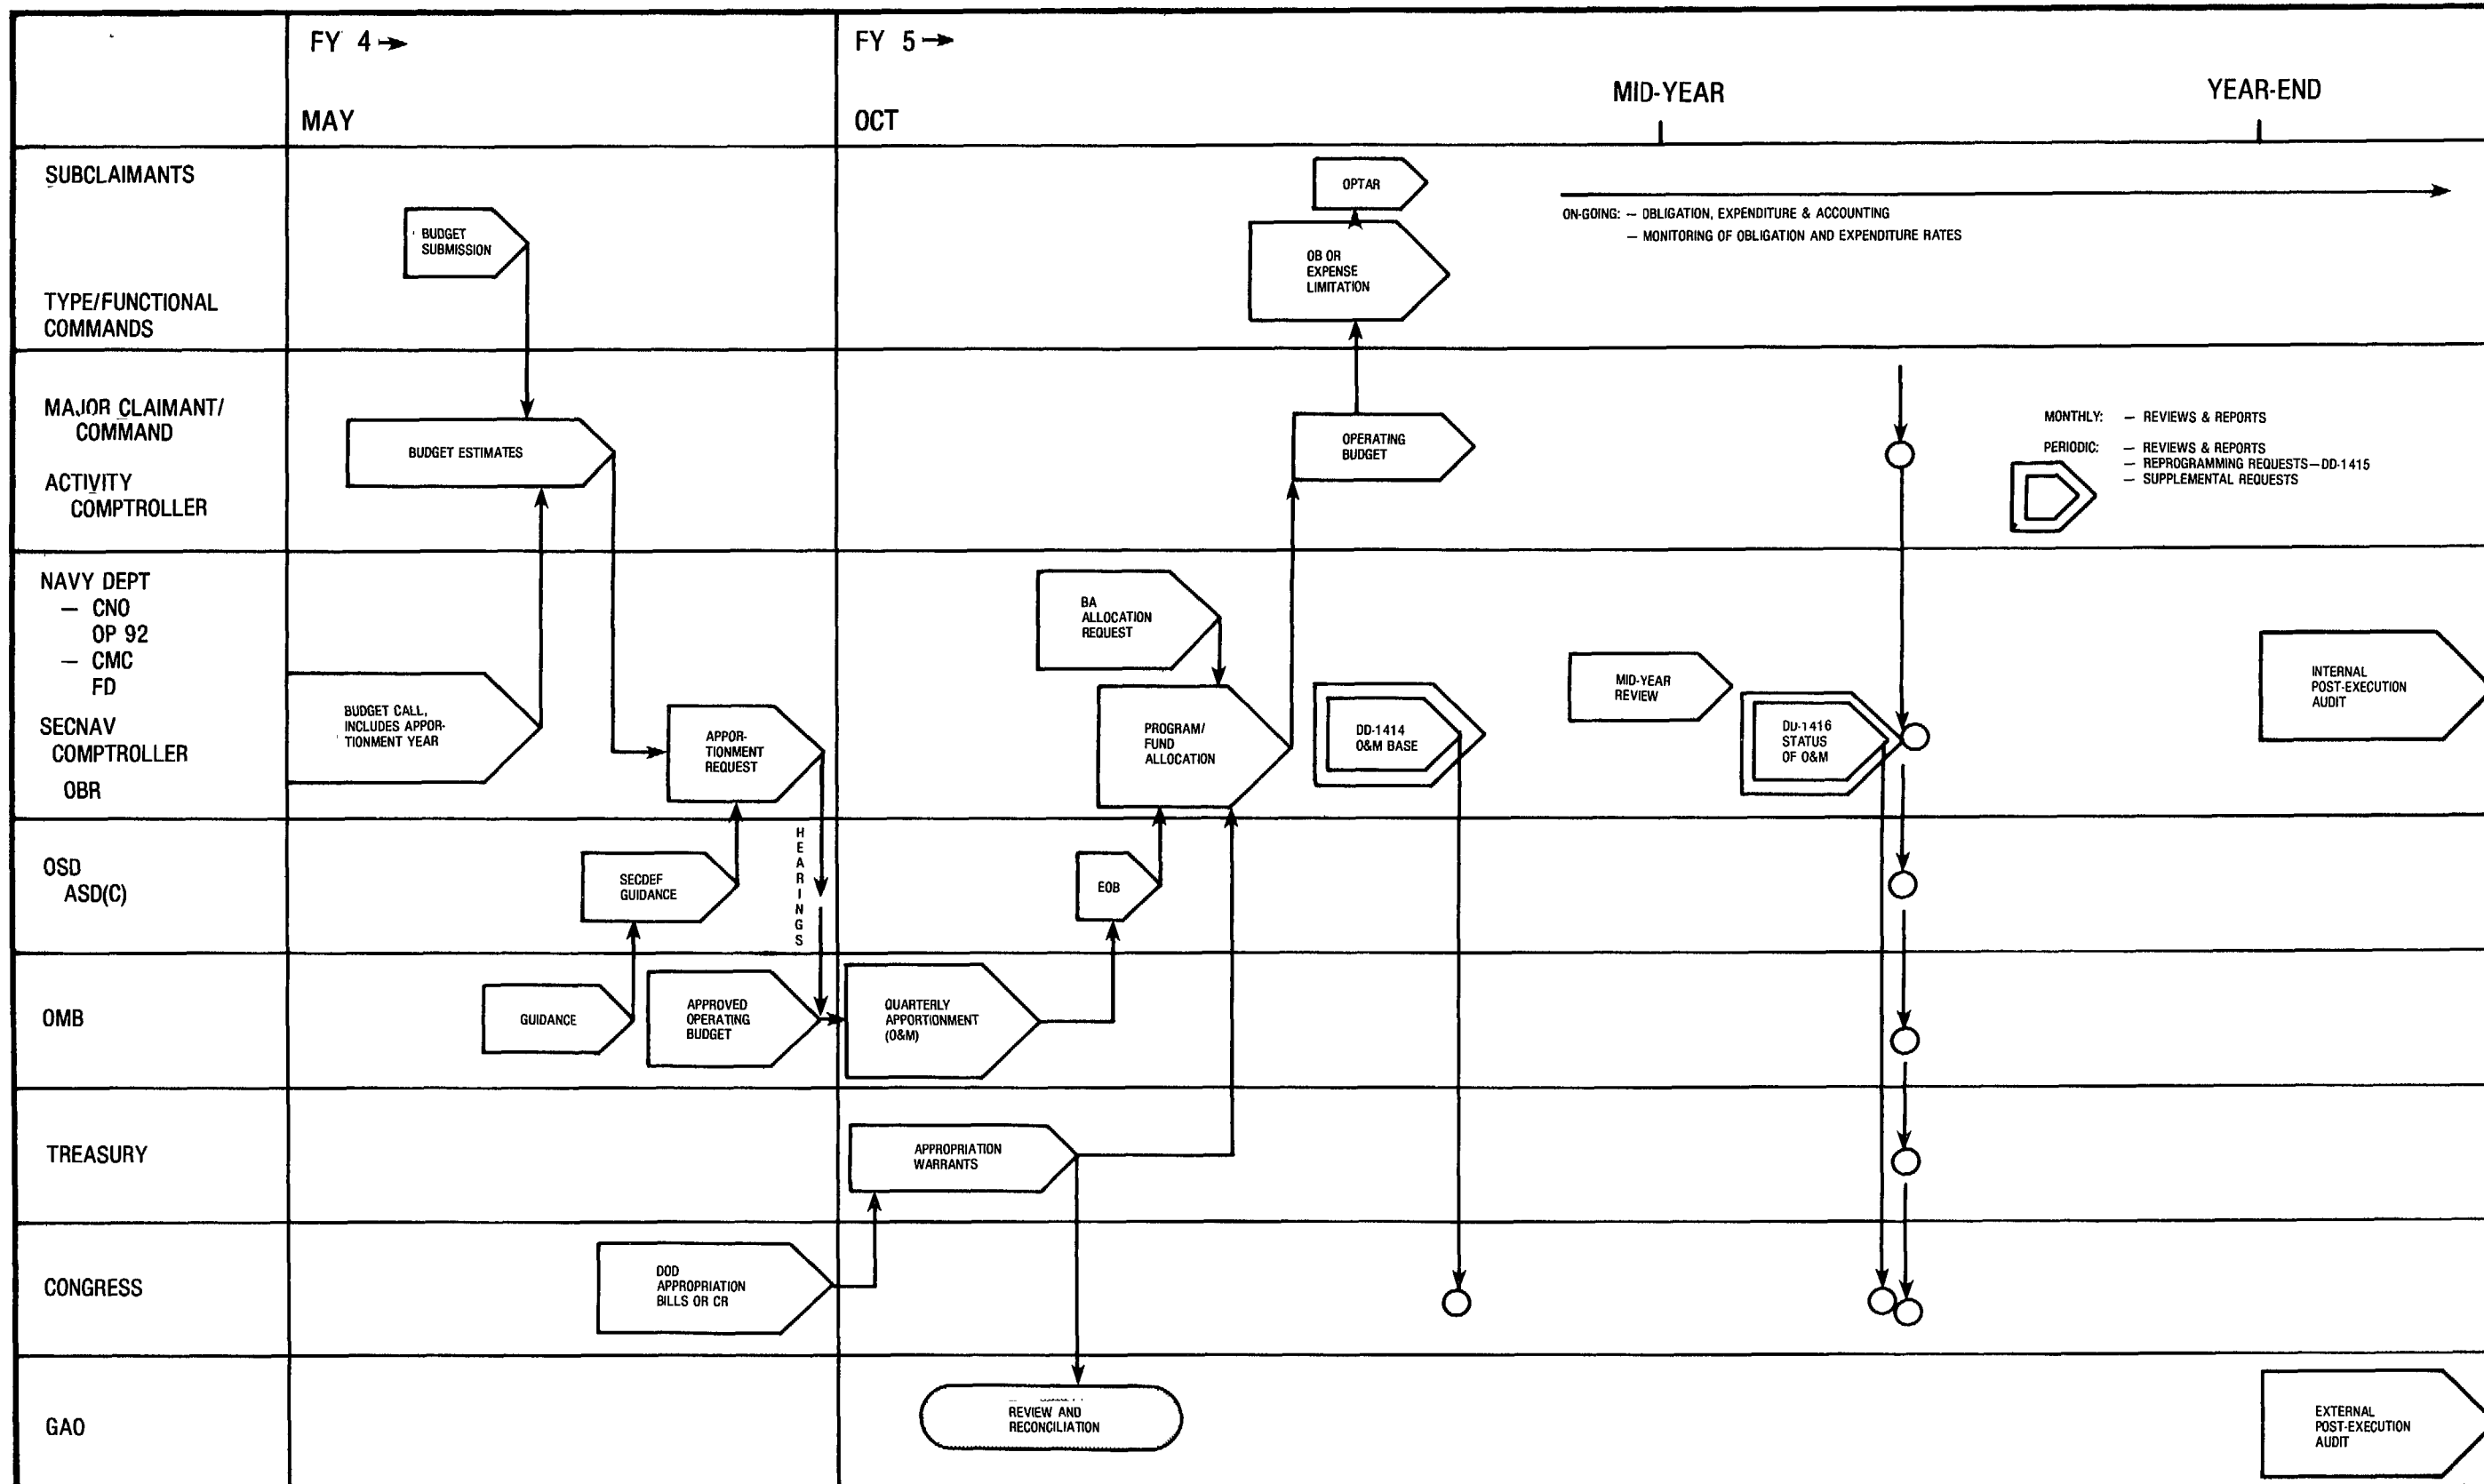 FY 4→
FY 5→
MID-YEAR
YEAR-END
MAY
OCT
SUBCLAIMANTS
TYPE/FUNCTIONAL
COMMANDS
BUDGET
SUBMISSION
OPTAR
OB OR
EXPENSE
LIMITATION
ON-GOING: — OBLIGATION, EXPENDITURE & ACCOUNTING
— MONITORING OF OBLIGATION AND EXPENDITURE RATES
MAJOR CLAIMANT/
COMMAND
ACTIVITY
COMPTROLLER
BUDGET ESTIMATES
OPERATING
BUDGET
MONTHLY: — REVIEWS & REPORTS
PERIODIC: — REVIEWS & REPORTS
— REPROGRAMMING REQUESTS—DD-1415
— SUPPLEMENTAL REQUESTS
NAVY DEPT
— CNO
OP 92
— CMC
FD
SECNAV
COMPTROLLER
OBR
BUDGET CALL,
INCLUDES APPOR-
TIONMENT YEAR
APPOR-
TIONMENT
REQUEST
BA
ALLOCATION
REQUEST
PROGRAM/
FUND
ALLOCATION
DD-1414
O&M BASE
MID-YEAR
REVIEW
DD-1416
STATUS
OF O&M
INTERNAL
POST-EXECUTION
AUDIT
OSD
ASD(C)
SECDEF
GUIDANCE
HEARINGS
EOB
OMB
GUIDANCE
APPROVED
OPERATING
BUDGET
QUARTERLY
APPORTIONMENT
(O&M)
TREASURY
APPROPRIATION
WARRANTS
CONGRESS
DOD
APPROPRIATION
BILLS OR CR
GAO
REVIEW AND
RECONCILIATION
EXTERNAL
POST-EXECUTION
AUDIT